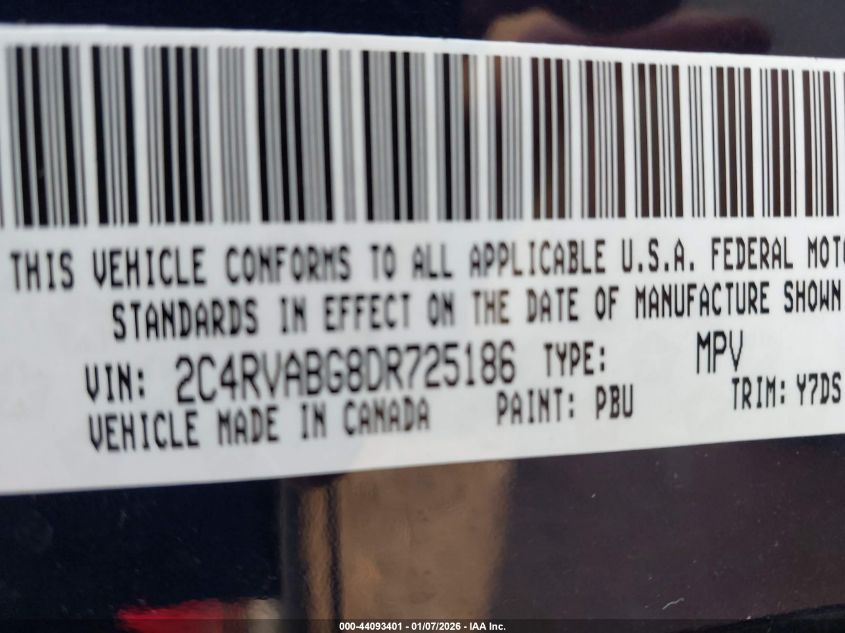 THIS VEHICLE CONFORMS TO ALL APPLICABLE U.S.A. FEDERAL
STANDARDS IN EFFECT ON THE DATE OF MANUFACTURE SHOWN
VIN: 2C4RVABG8DR725186 TYPE: MPV
VEHICLE MADE IN CANADA PAINT: PBU TRIM: Y7DS
000-44093401 - 01/07/2026 - IAA Inc.